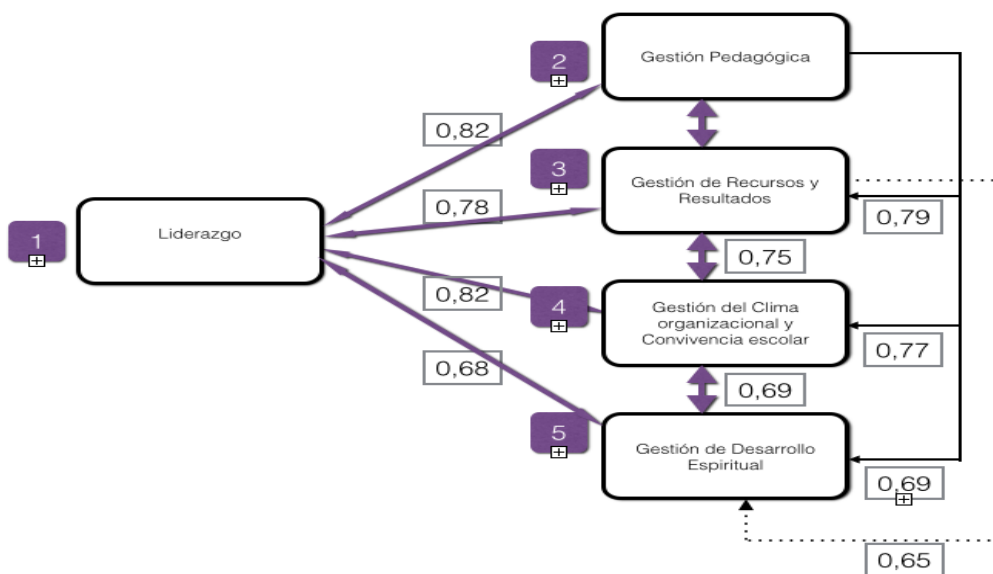 2
Gestión Pedagógica
0,82
3
Gestión de Recursos y
Resultados
0,78
0,79
1
Liderazgo
0,75
4
Gestión del Clima
organizacional y
Convivencia escolar
0,82
0,77
0,68
0,69
5
Gestión de Desarrollo
Espiritual
0,69
0,65